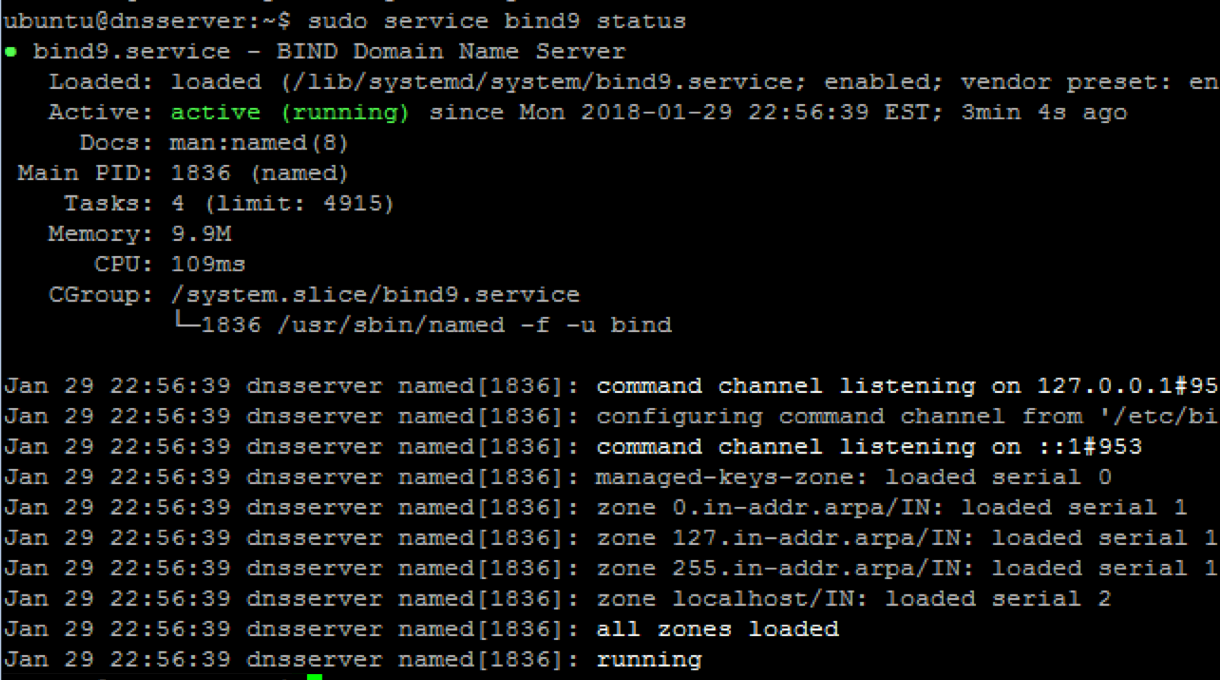 ubuntu@dnsserver:~$ sudo service bind9 status
● bind9.service - BIND Domain Name Server
   Loaded: loaded (/lib/systemd/system/bind9.service; enabled; vendor preset: en
   Active: active (running) since Mon 2018-01-29 22:56:39 EST; 3min 4s ago
     Docs: man:named(8)
 Main PID: 1836 (named)
    Tasks: 4 (limit: 4915)
   Memory: 9.9M
      CPU: 109ms
   CGroup: /system.slice/bind9.service
           └─1836 /usr/sbin/named -f -u bind
Jan 29 22:56:39 dnsserver named[1836]: command channel listening on 127.0.0.1#95
Jan 29 22:56:39 dnsserver named[1836]: configuring command channel from '/etc/bi
Jan 29 22:56:39 dnsserver named[1836]: command channel listening on ::1#953
Jan 29 22:56:39 dnsserver named[1836]: managed-keys-zone: loaded serial 0
Jan 29 22:56:39 dnsserver named[1836]: zone 0.in-addr.arpa/IN: loaded serial 1
Jan 29 22:56:39 dnsserver named[1836]: zone 127.in-addr.arpa/IN: loaded serial 1
Jan 29 22:56:39 dnsserver named[1836]: zone 255.in-addr.arpa/IN: loaded serial 1
Jan 29 22:56:39 dnsserver named[1836]: zone localhost/IN: loaded serial 2
Jan 29 22:56:39 dnsserver named[1836]: all zones loaded
Jan 29 22:56:39 dnsserver named[1836]: running